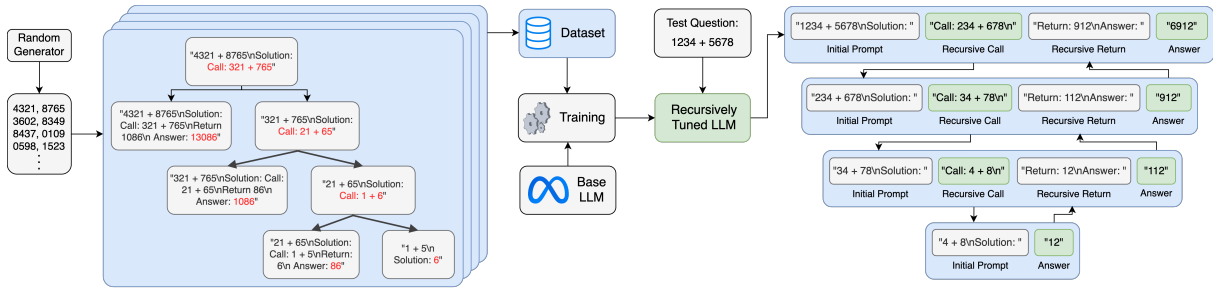 Random
Generator
4321, 8765
3602, 8349
8437, 0109
0598, 1523
"4321 + 8765\nSolution:
Call: 321 + 765"
"4321 + 8765\nSolution:
Call: 321 + 765\nReturn
1086\n Answer: 13086"
"321 + 765\nSolution:
Call: 21 + 65"
"321 + 765\nSolution: Call:
21 + 65\nReturn 86\n
Answer: 1086"
"21 + 65\nSolution:
Call: 1 + 6"
"21 + 65\nSolution:
Call: 1 + 5\nReturn:
6\n Answer: 86"
"1 + 5\n
Solution: 6"
Dataset
Training
Base
LLM
Test Question:
1234 + 5678
Recursively
Tuned LLM
"1234 + 5678\nSolution: "
"Call: 234 + 678\n"
"Return: 912\nAnswer: "
"6912"
Initial Prompt
Recursive Call
Recursive Return
Answer
"234 + 678\nSolution: "
"Call: 34 + 78\n"
"Return: 112\nAnswer: "
"912"
Initial Prompt
Recursive Call
Recursive Return
Answer
"34 + 78\nSolution: "
"Call: 4 + 8\n"
"Return: 12\nAnswer: "
"112"
Initial Prompt
Recursive Call
Recursive Return
Answer
"4 + 8\nSolution: "
"12"
Initial Prompt
Answer